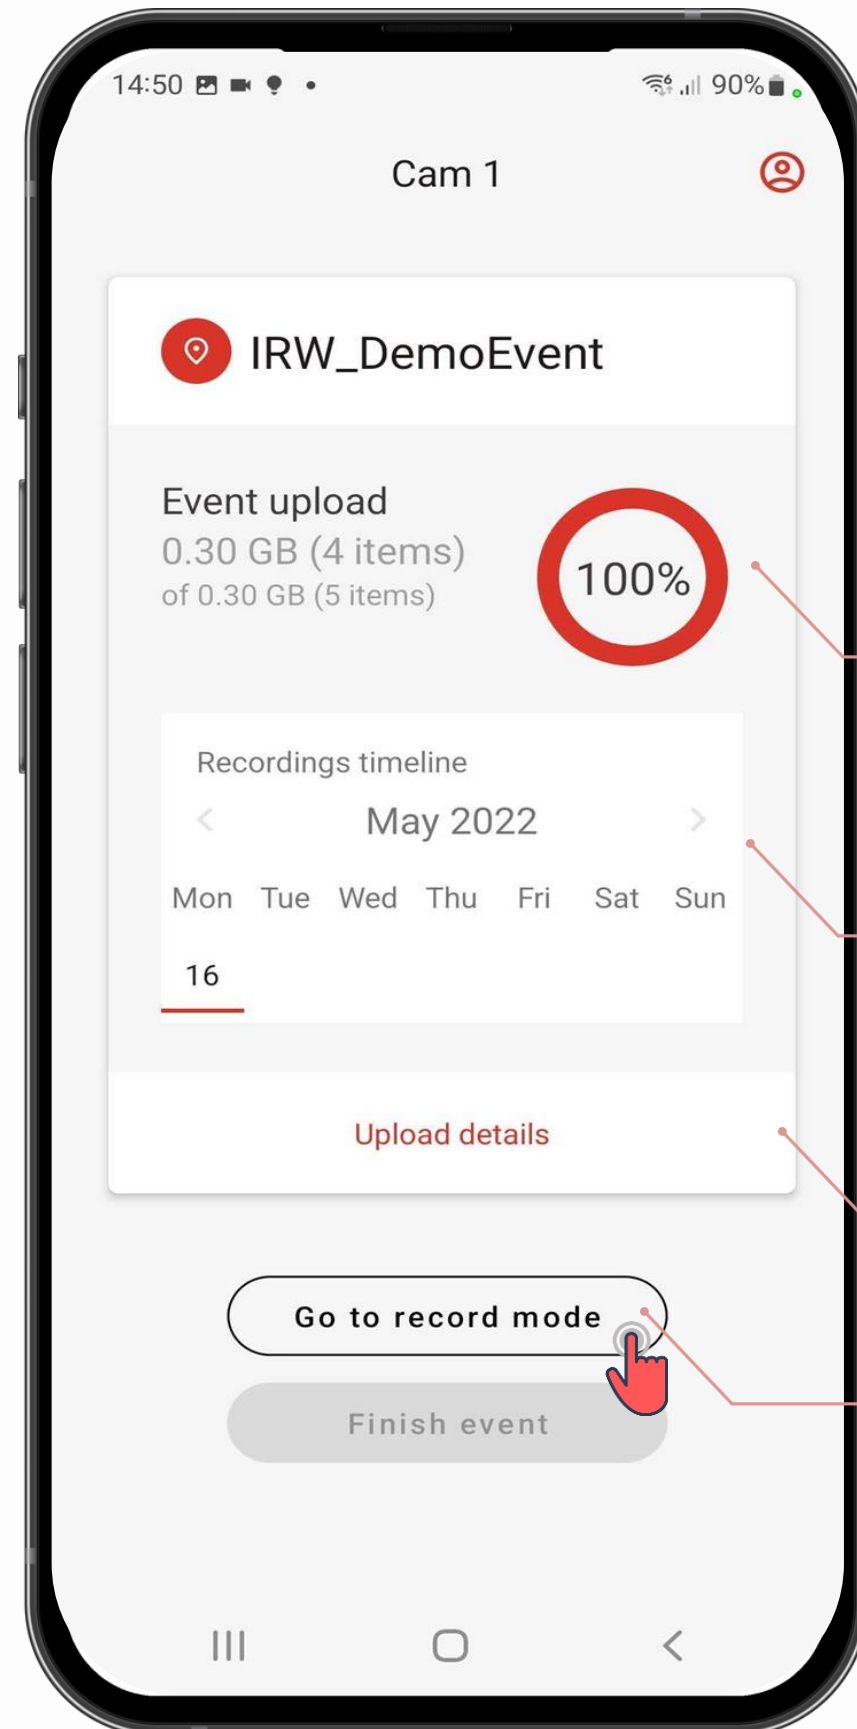 14:50 90%
Cam 1
IRW_DemoEvent
Event upload
0.30 GB (4 items)
of 0.30 GB (5 items)
100%
Recordings timeline
May 2022
Mon Tue Wed Thu Fri Sat Sun
16
Upload details
Go to record mode
Finish event